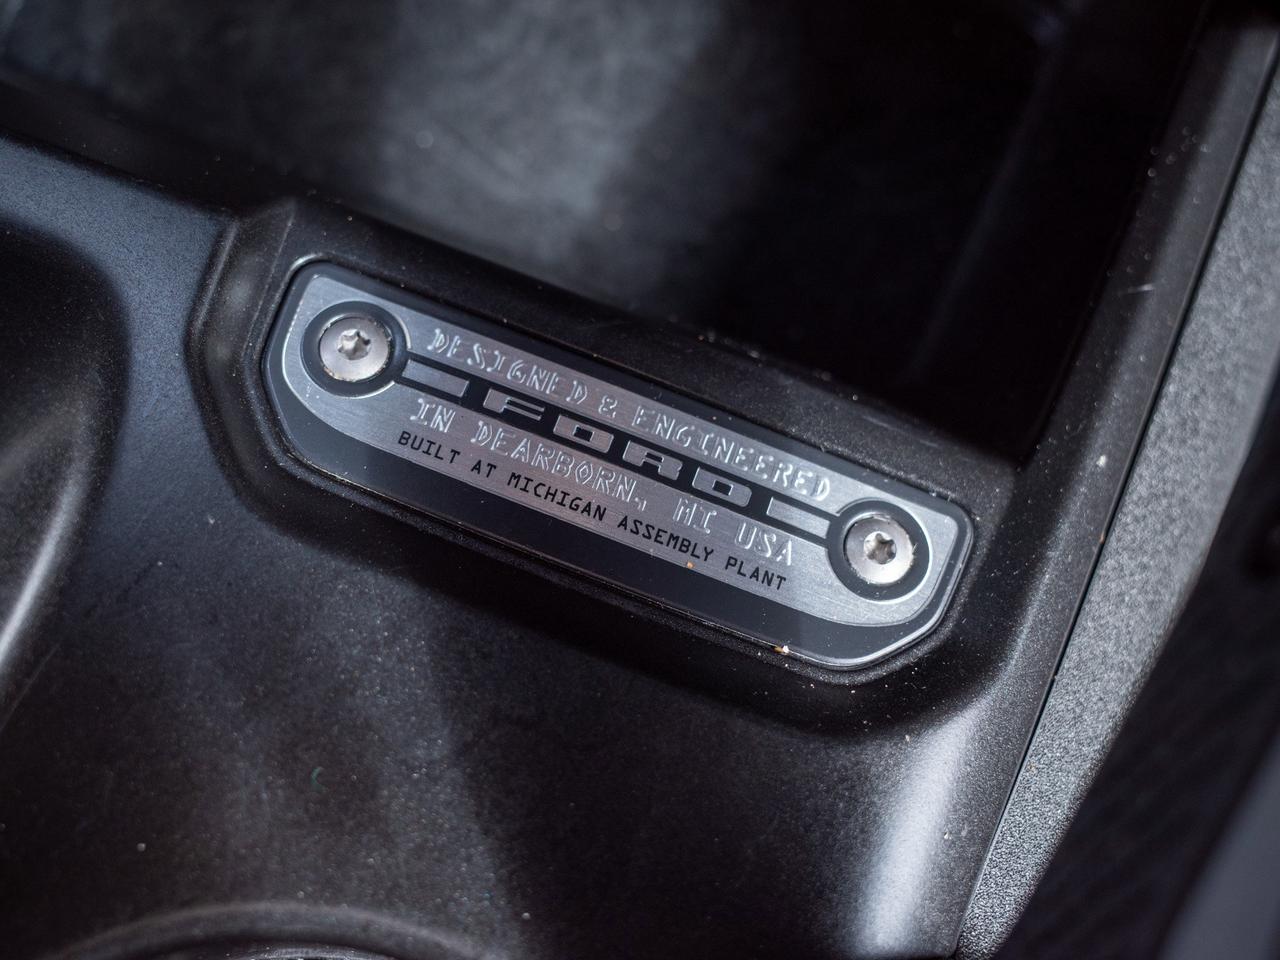 DESIGNED & ENGINEERED
FORD
IN DEARBORN, MI USA
BUILT AT MICHIGAN ASSEMBLY PLANT